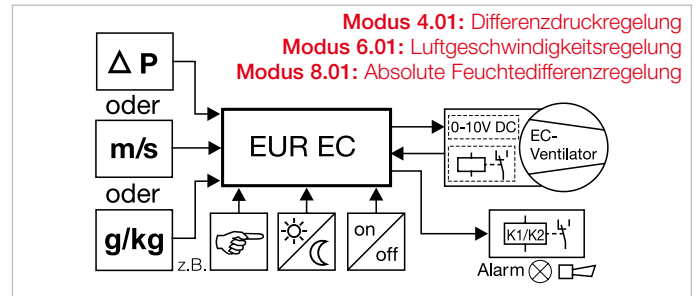 Modus 4.01: Differenzdruckregelung
Modus 6.01: Luftgeschwindigkeitsregelung
Modus 8.01: Absolute Feuchtedifferenzregelung
Δ P
oder
m/s
oder
g/kg
z.B.
EUR EC
on
off
0-10V DC
EC-
Ventilator
K1/K2
Alarm